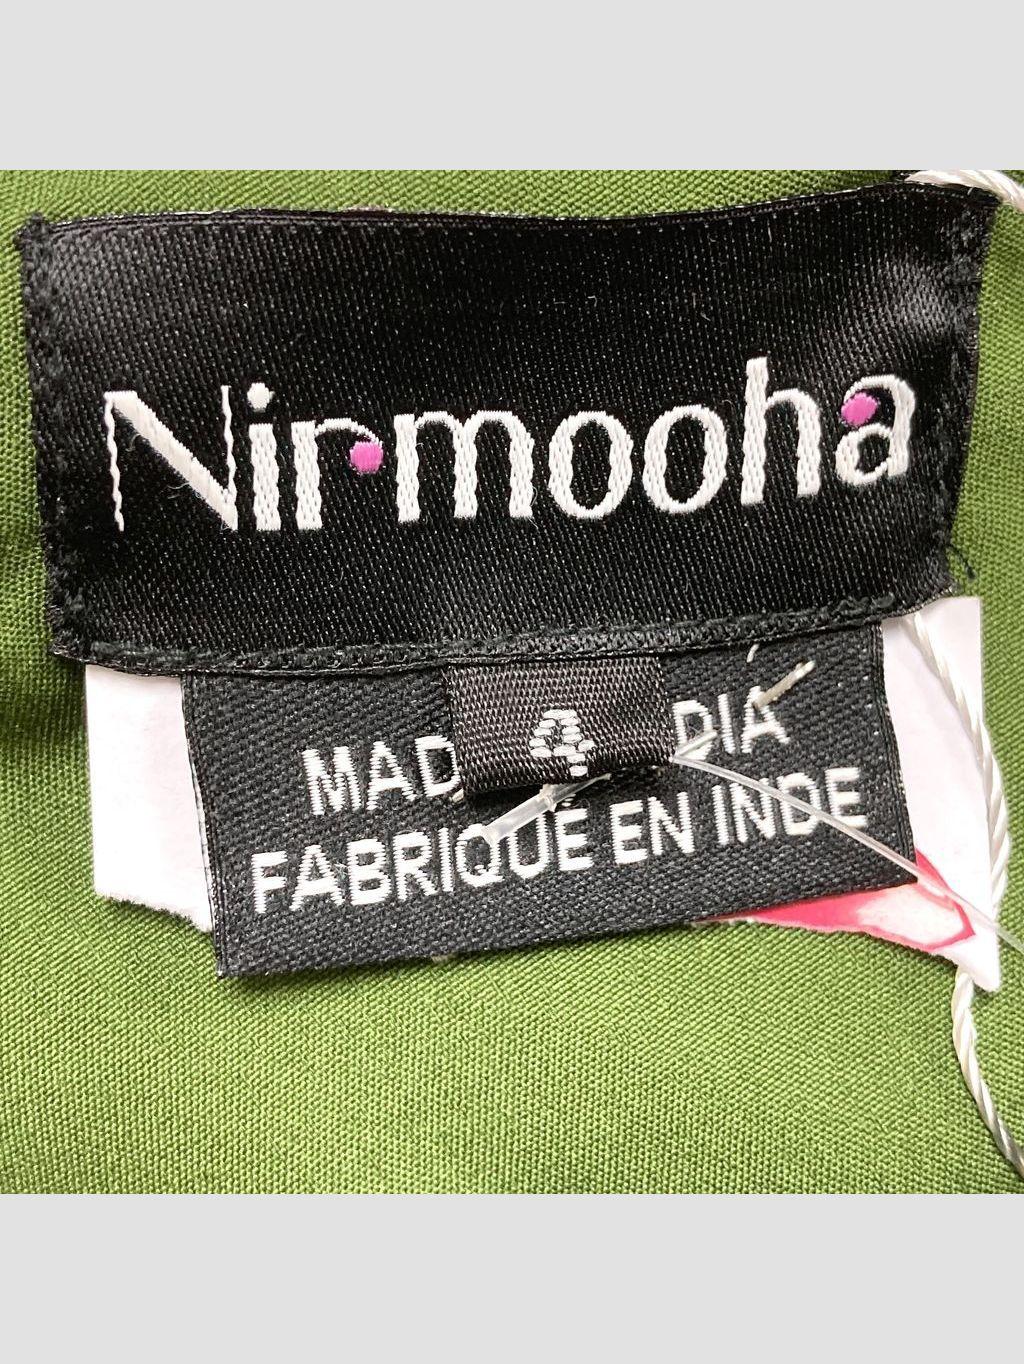 Nirmooha
4
MAD DIA
FABRIQUE EN INDE